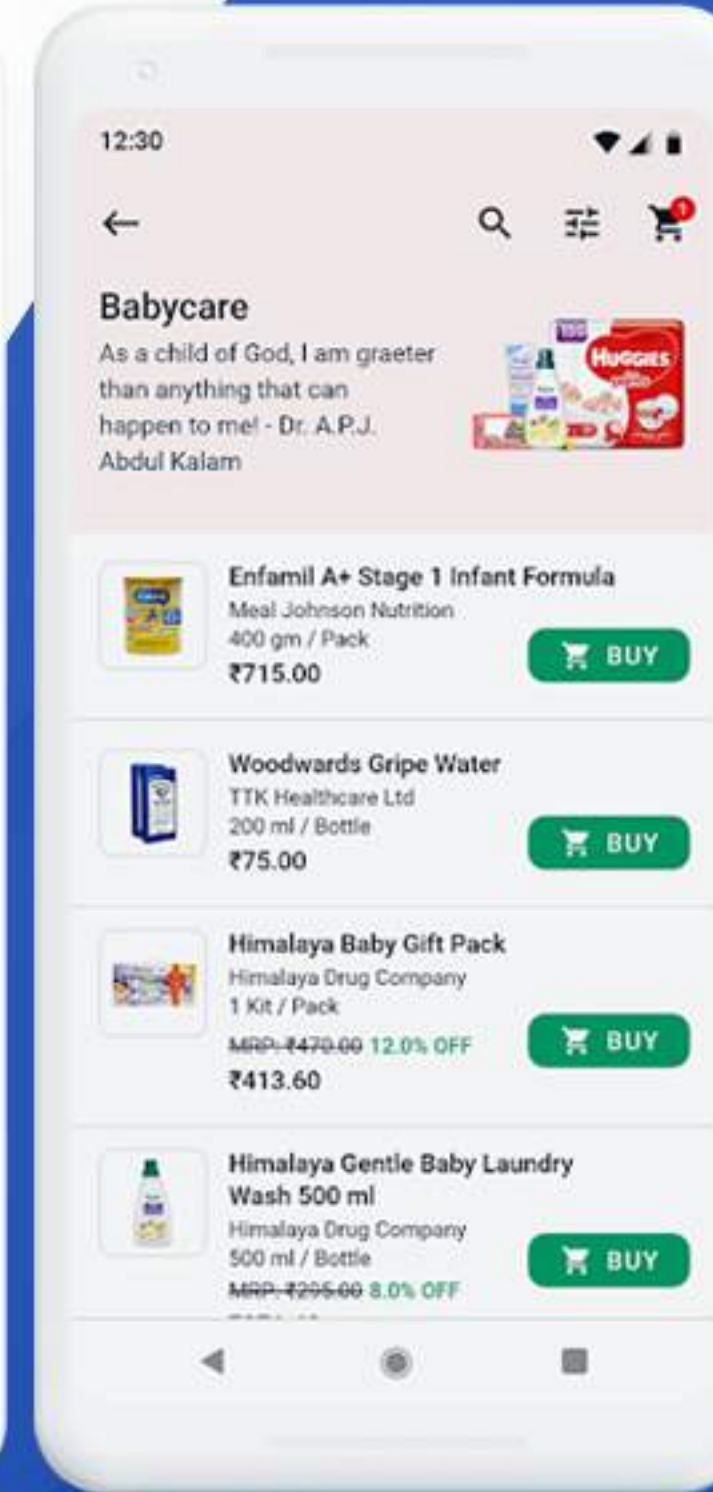 12:30
1
Babycare
As a child of God, I am graeter
than anything that can
happen to me! - Dr. A.P.J.
Abdul Kalam
HUGGIES
Enfamil A+ Stage 1 Infant Formula
Meal Johnson Nutrition
400 gm / Pack
₹715.00
BUY
Woodwards Gripe Water
TTK Healthcare Ltd
200 ml / Bottle
₹75.00
BUY
Himalaya Baby Gift Pack
Himalaya Drug Company
1 Kit / Pack
MRP: ₹470.00 12.0% OFF
₹413.60
BUY
Himalaya Gentle Baby Laundry
Wash 500 ml
Himalaya Drug Company
500 ml / Bottle
MRP: ₹295.00 8.0% OFF
BUY